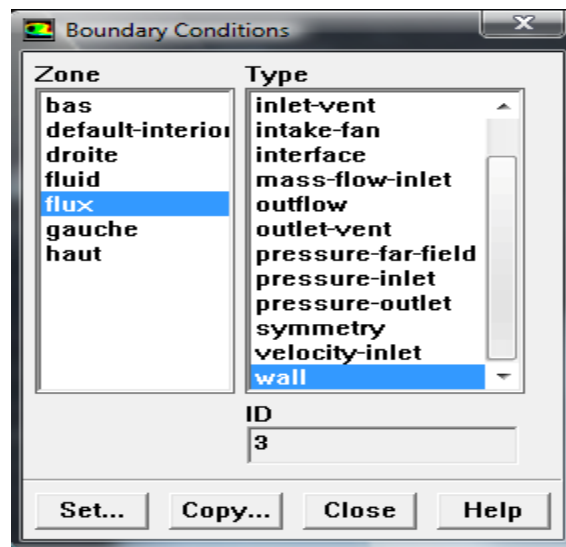 Boundary Conditions
Zone
bas
default-interior
droite
fluid
flux
gauche
haut
Type
inlet-vent
intake-fan
interface
mass-flow-inlet
outflow
outlet-vent
pressure-far-field
pressure-inlet
pressure-outlet
symmetry
velocity-inlet
wall
ID
3
Set...
Copy...
Close
Help